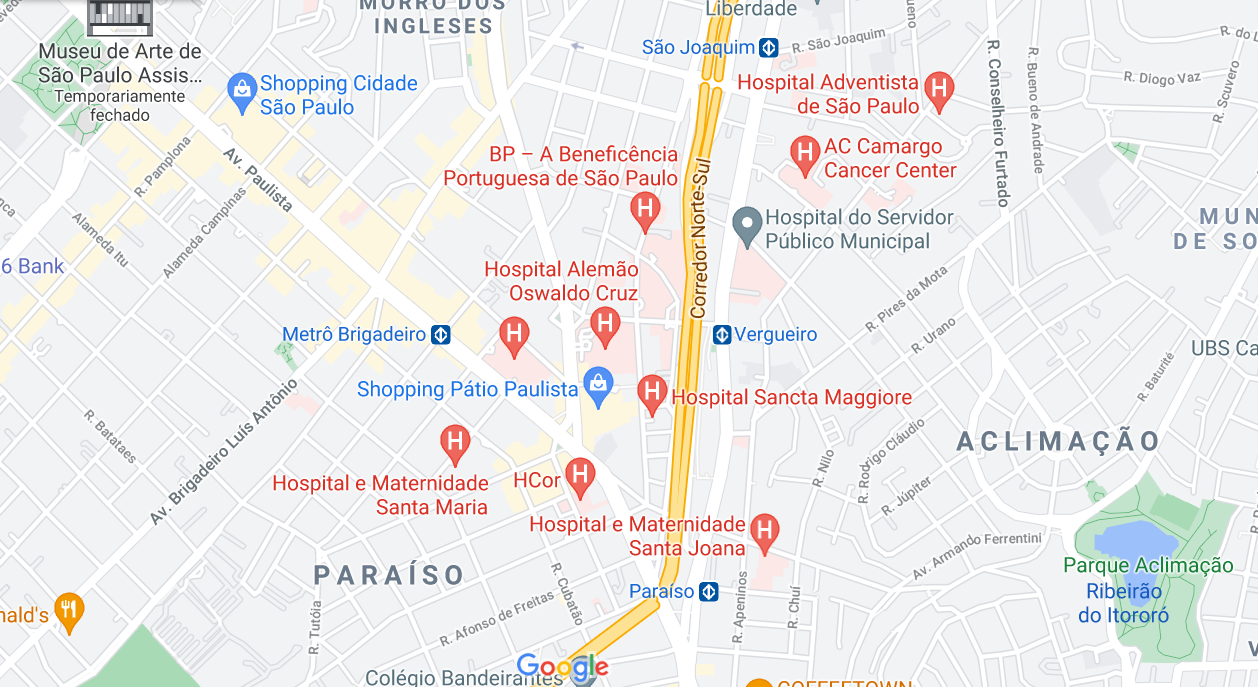 MORRO DOS
INGLESES
Liberdade
São Joaquim
R. São Joaquim
Museu de Arte de
São Paulo Assis...
Temporariamente
fechado
Shopping Cidade
São Paulo
Hospital Adventista
de São Paulo
R. Conselheiro Furtado
R. Bueno de Andrade
R. Diogo Vaz
R. Scuvero
BP – A Beneficência
Portuguesa de São Paulo
AC Camargo
Cancer Center
Av. Paulista
R. Pamplona
Alameda Campinas
Alameda Itu
Corredor Norte-Sul
Hospital do Servidor
Público Municipal
MUN
DE SO
6 Bank
Hospital Alemão
Oswaldo Cruz
R. Pires da Mota
R. Urano
Metrô Brigadeiro
Vergueiro
UBS Ca
R. Baturité
Shopping Pátio Paulista
Hospital Sancta Maggiore
Av. Brigadeiro Luís Antônio
R. Batataes
ACLIMAÇÃO
R. Nilo
R. Rodrigo Cláudio
R. Júpiter
Hospital e Maternidade
Santa Maria
HCor
Hospital e Maternidade
Santa Joana
Av. Armando Ferrentini
Parque Aclimação
Ribeirão
do Itororó
PARAÍSO
Paraíso
R. Cubatão
R. Afonso de Freitas
R. Tutóia
R. Apeninos
R. Chuí
nald's
Google
Colégio Bandeirantes
COFFEETOWN